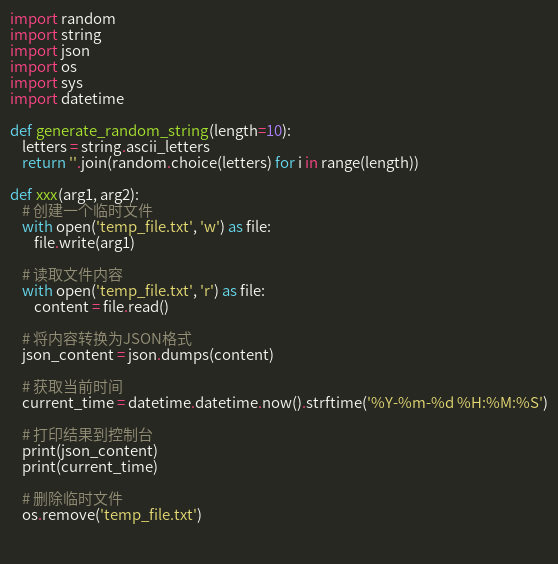 import random
import string
import json
import os
import sys
import datetime

def generate_random_string(length=10):
    letters = string.ascii_letters
    return ''.join(random.choice(letters) for i in range(length))

def xxx(arg1, arg2):
    # 创建一个临时文件
    with open('temp_file.txt', 'w') as file:
        file.write(arg1)

    # 读取文件内容
    with open('temp_file.txt', 'r') as file:
        content = file.read()

    # 将内容转换为JSON格式
    json_content = json.dumps(content)

    # 获取当前时间
    current_time = datetime.datetime.now().strftime('%Y-%m-%d %H:%M:%S')

    # 打印结果到控制台
    print(json_content)
    print(current_time)

    # 删除临时文件
    os.remove('temp_file.txt')